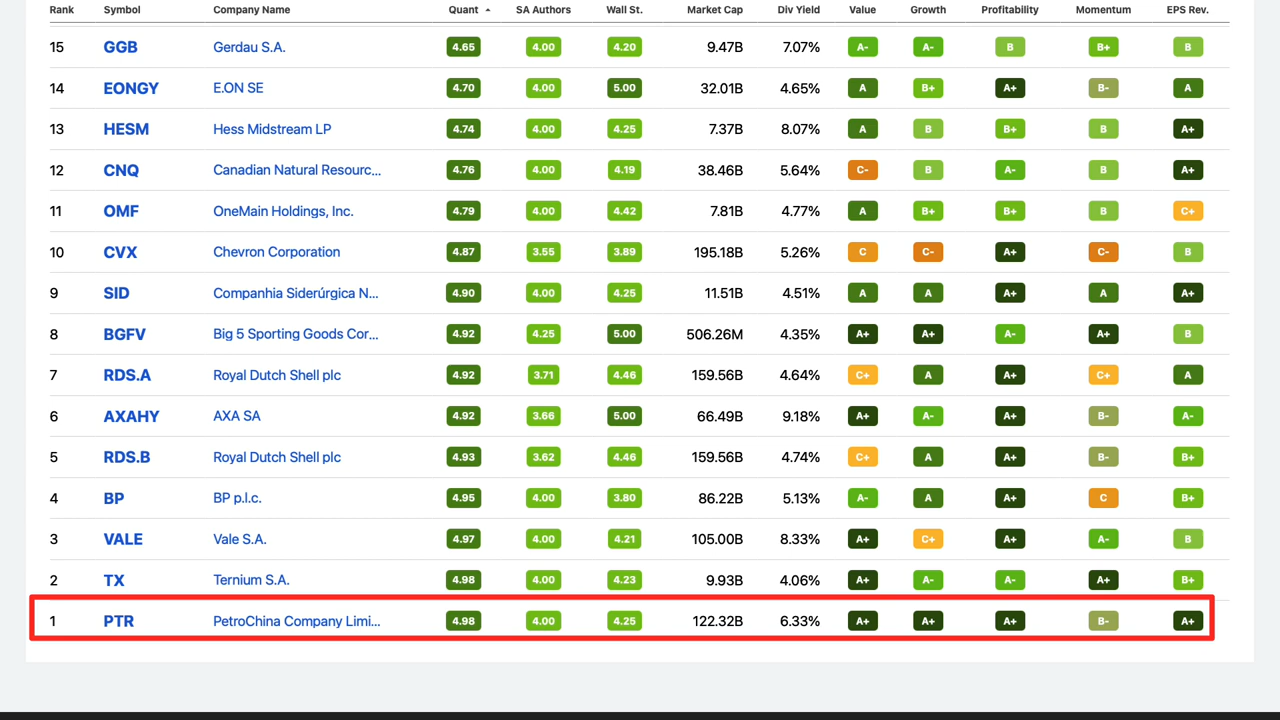 Rank Symbol Company Name Quant SA Authors Wall St. Market Cap Div Yield Value Growth Profitability Momentum EPS Rev.
15 GGB Gerdau S.A. 4.65 4.00 4.20 9.47B 7.07% A- A- B B+ B
14 EONGY E.ON SE 4.70 4.00 5.00 32.01B 4.65% A B+ A+ B- A
13 HESM Hess Midstream LP 4.74 4.00 4.25 7.37B 8.07% A B B+ B A+
12 CNQ Canadian Natural Resourc... 4.76 4.00 4.19 38.46B 5.64% C- B A- B A+
11 OMF OneMain Holdings, Inc. 4.79 4.00 4.42 7.81B 4.77% A B+ B+ B C+
10 CVX Chevron Corporation 4.87 3.55 3.89 195.18B 5.26% C C- A+ C- B
9 SID Companhia Siderúrgica N... 4.90 4.00 4.25 11.51B 4.51% A A A+ A A+
8 BGFV Big 5 Sporting Goods Cor... 4.92 4.25 5.00 506.26M 4.35% A+ A+ A- A+ B
7 RDS.A Royal Dutch Shell plc 4.92 3.71 4.46 159.56B 4.64% C+ A A+ C+ A
6 AXAHY AXA SA 4.92 3.66 5.00 66.49B 9.18% A+ A- A+ B- A-
5 RDS.B Royal Dutch Shell plc 4.93 3.62 4.46 159.56B 4.74% C+ A A+ B- B+
4 BP BP p.l.c. 4.95 4.00 3.80 86.22B 5.13% A- A A+ C B+
3 VALE Vale S.A. 4.97 4.00 4.21 105.00B 8.33% A+ C+ A+ A- B
2 TX Ternium S.A. 4.98 4.00 4.23 9.93B 4.06% A+ A- A- A+ B+
1 PTR PetroChina Company Limi... 4.98 4.00 4.25 122.32B 6.33% A+ A+ A+ B- A+